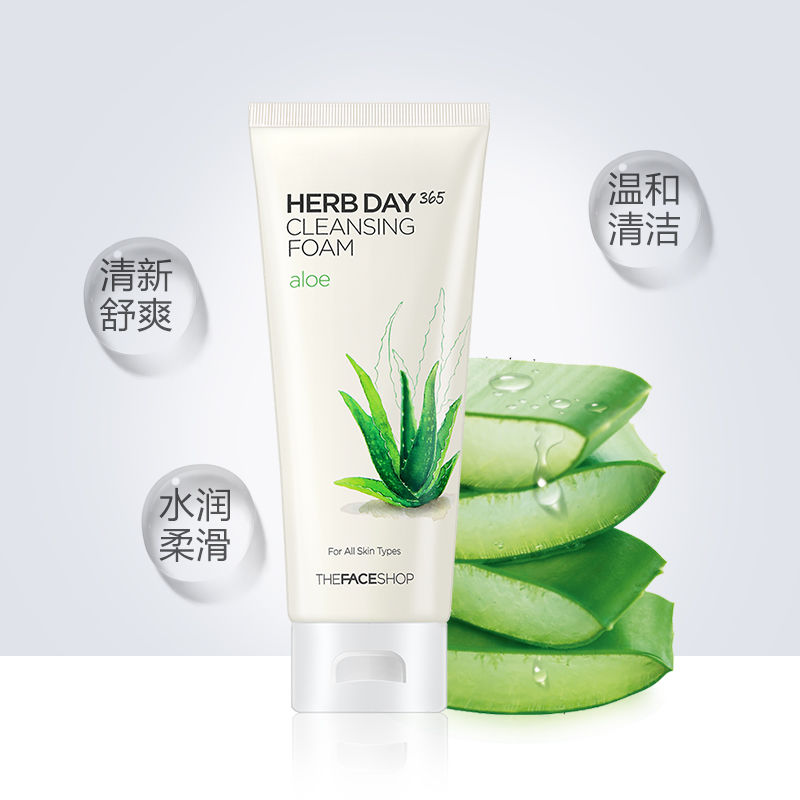 HERB DAY 365
CLEANSING
FOAM
aloe
For All Skin Types
THEFACESHOP
温和
清洁
清新
舒爽
水润
柔滑